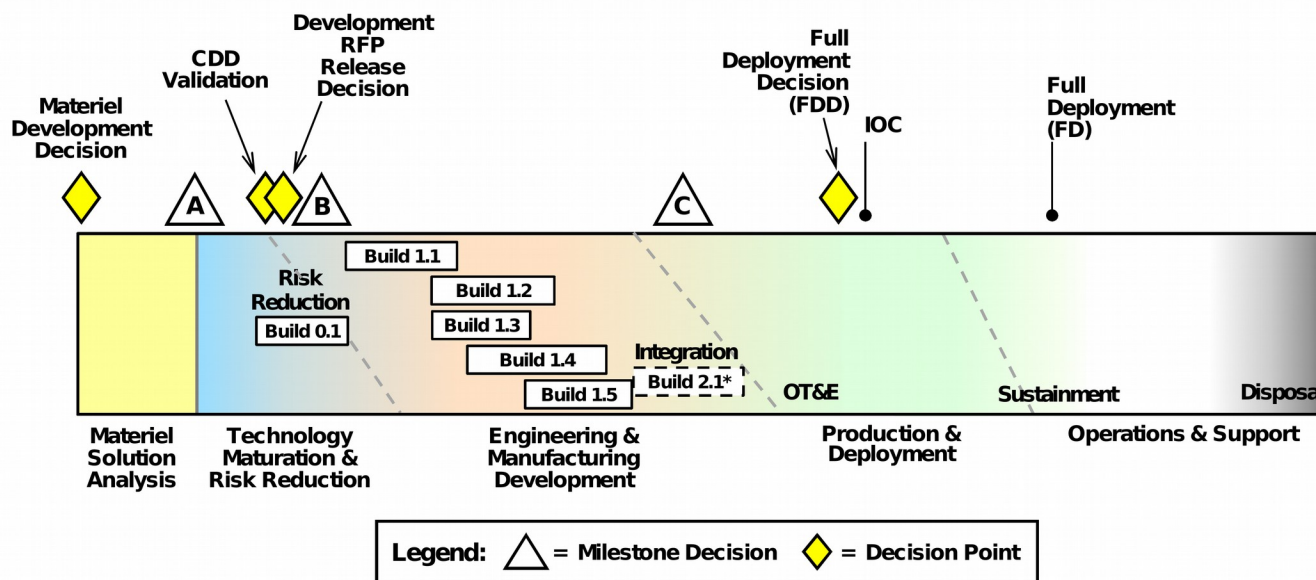 Materiel
Development
Decision
CDD
Validation
Development
RFP
Release
Decision
Full
Deployment
Decision
(FDD)
IOC
Full
Deployment
(FD)
A
B
C
Build 1.1
Risk
Reduction
Build 1.2
Build 0.1
Build 1.3
Build 1.4
Integration
Build 2.1*
Build 1.5
OT&E
Sustainment
Disposa
Materiel
Solution
Analysis
Technology
Maturation &
Risk Reduction
Engineering &
Manufacturing
Development
Production &
Deployment
Operations & Support
Legend:
= Milestone Decision
= Decision Point